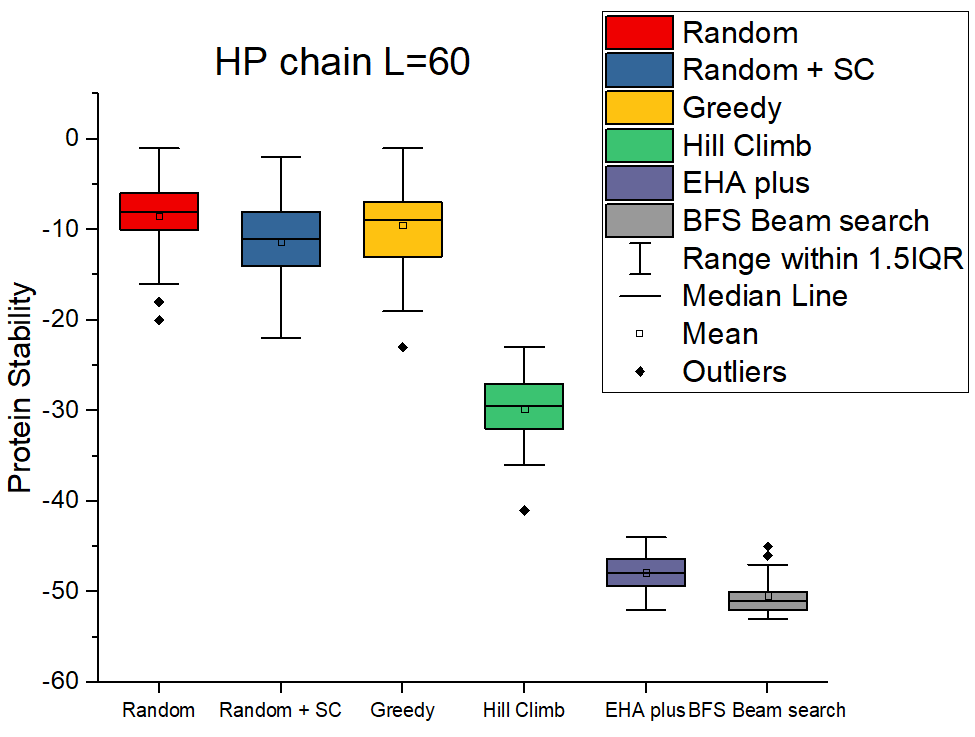 HP chain L=60
Random
Random + SC
Greedy
Hill Climb
EHA plus
BFS Beam search
Range within 1.5IQR
Median Line
Mean
Outliers
Protein Stability
0
-10
-20
-30
-40
-50
-60
Random
Random + SC
Greedy
Hill Climb
EHA plus
BFS Beam search